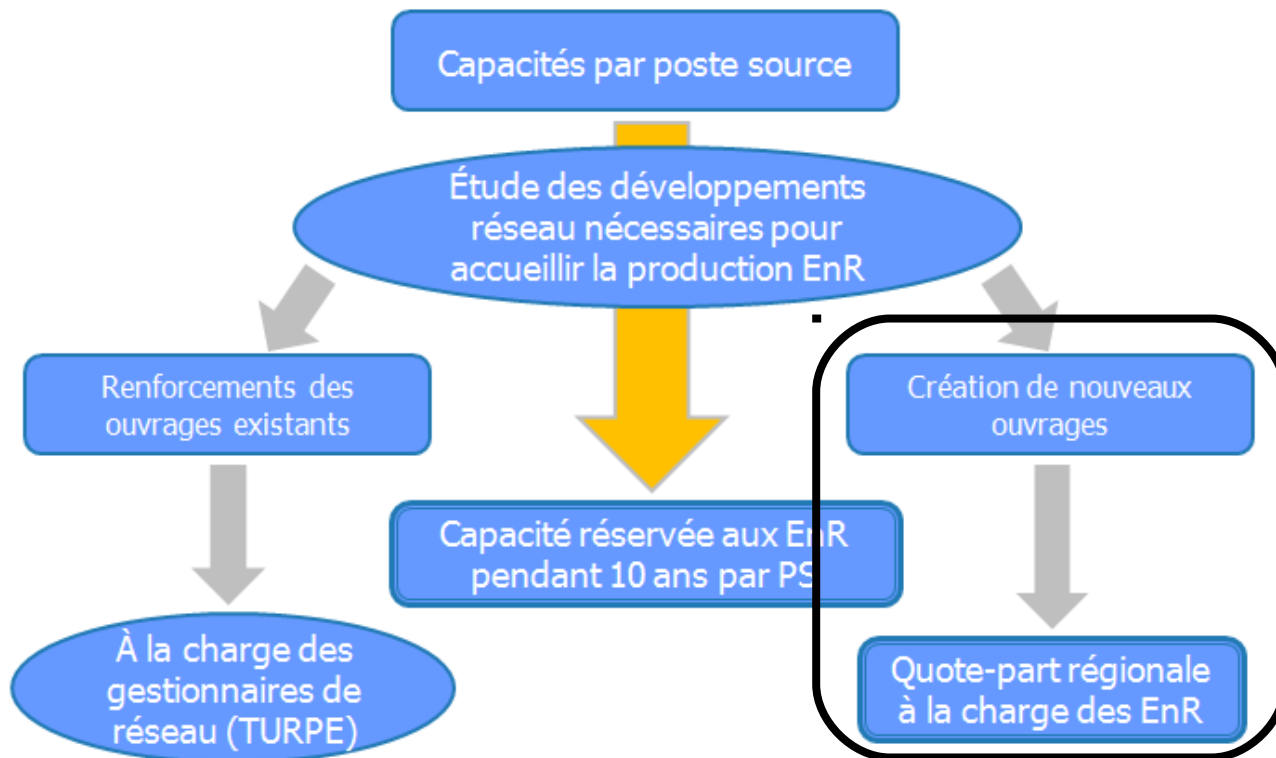 Capacités par poste source
Étude des développements
réseau nécessaires pour
accueillir la production EnR
Renforcements des
ouvrages existants
Création de nouveaux
ouvrages
Capacité réservée aux EnR
pendant 10 ans par PS
À la charge des
gestionnaires de
réseau (TURPE)
Quote-part régionale
à la charge des EnR